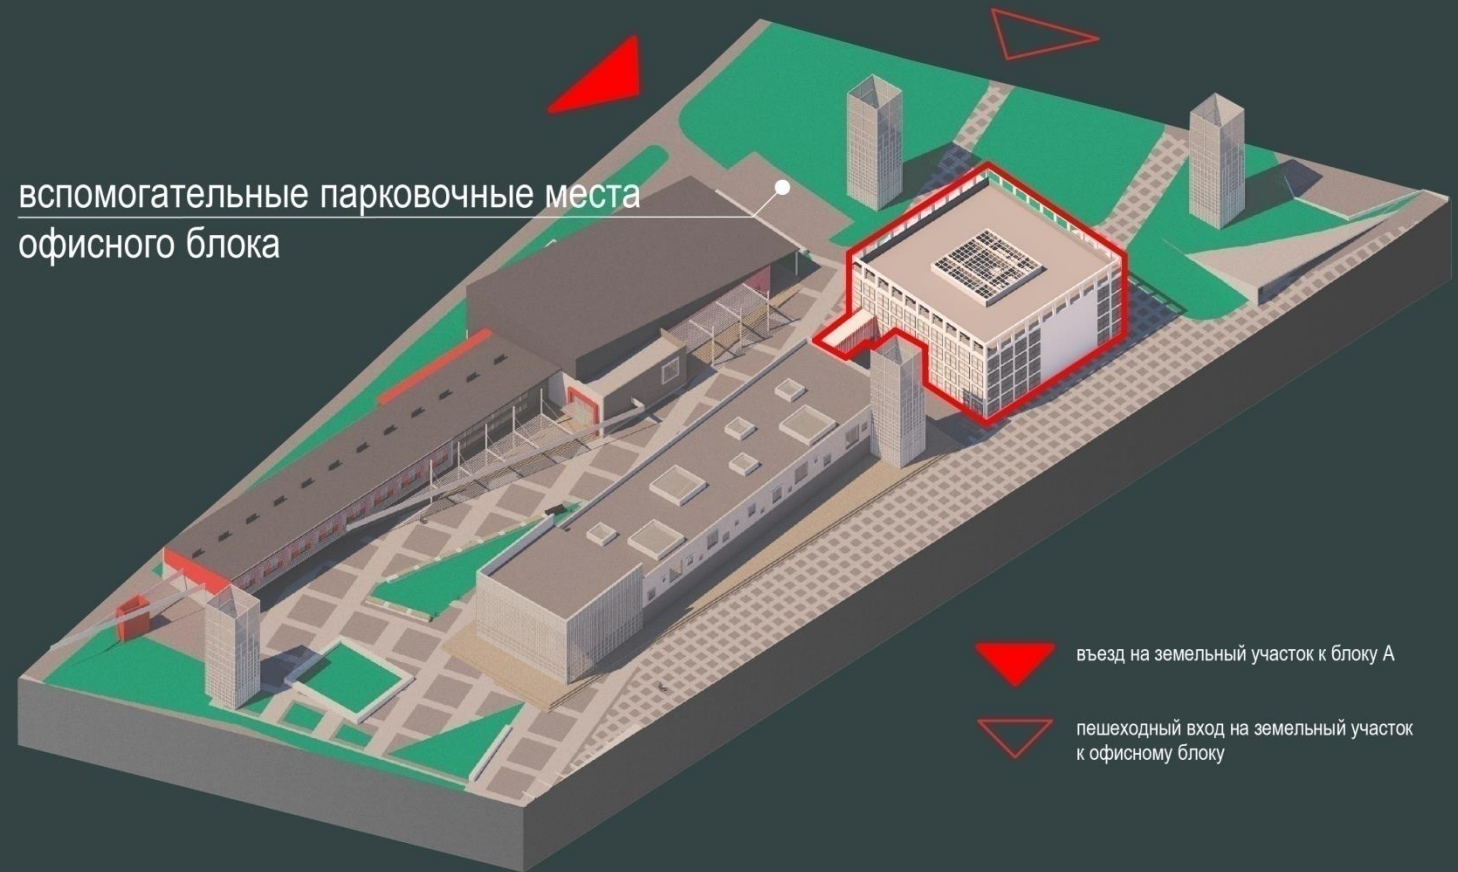 вспомогательные парковочные места
офисного блока
въезд на земельный участок к блоку А
пешеходный вход на земельный участок
к офисному блоку